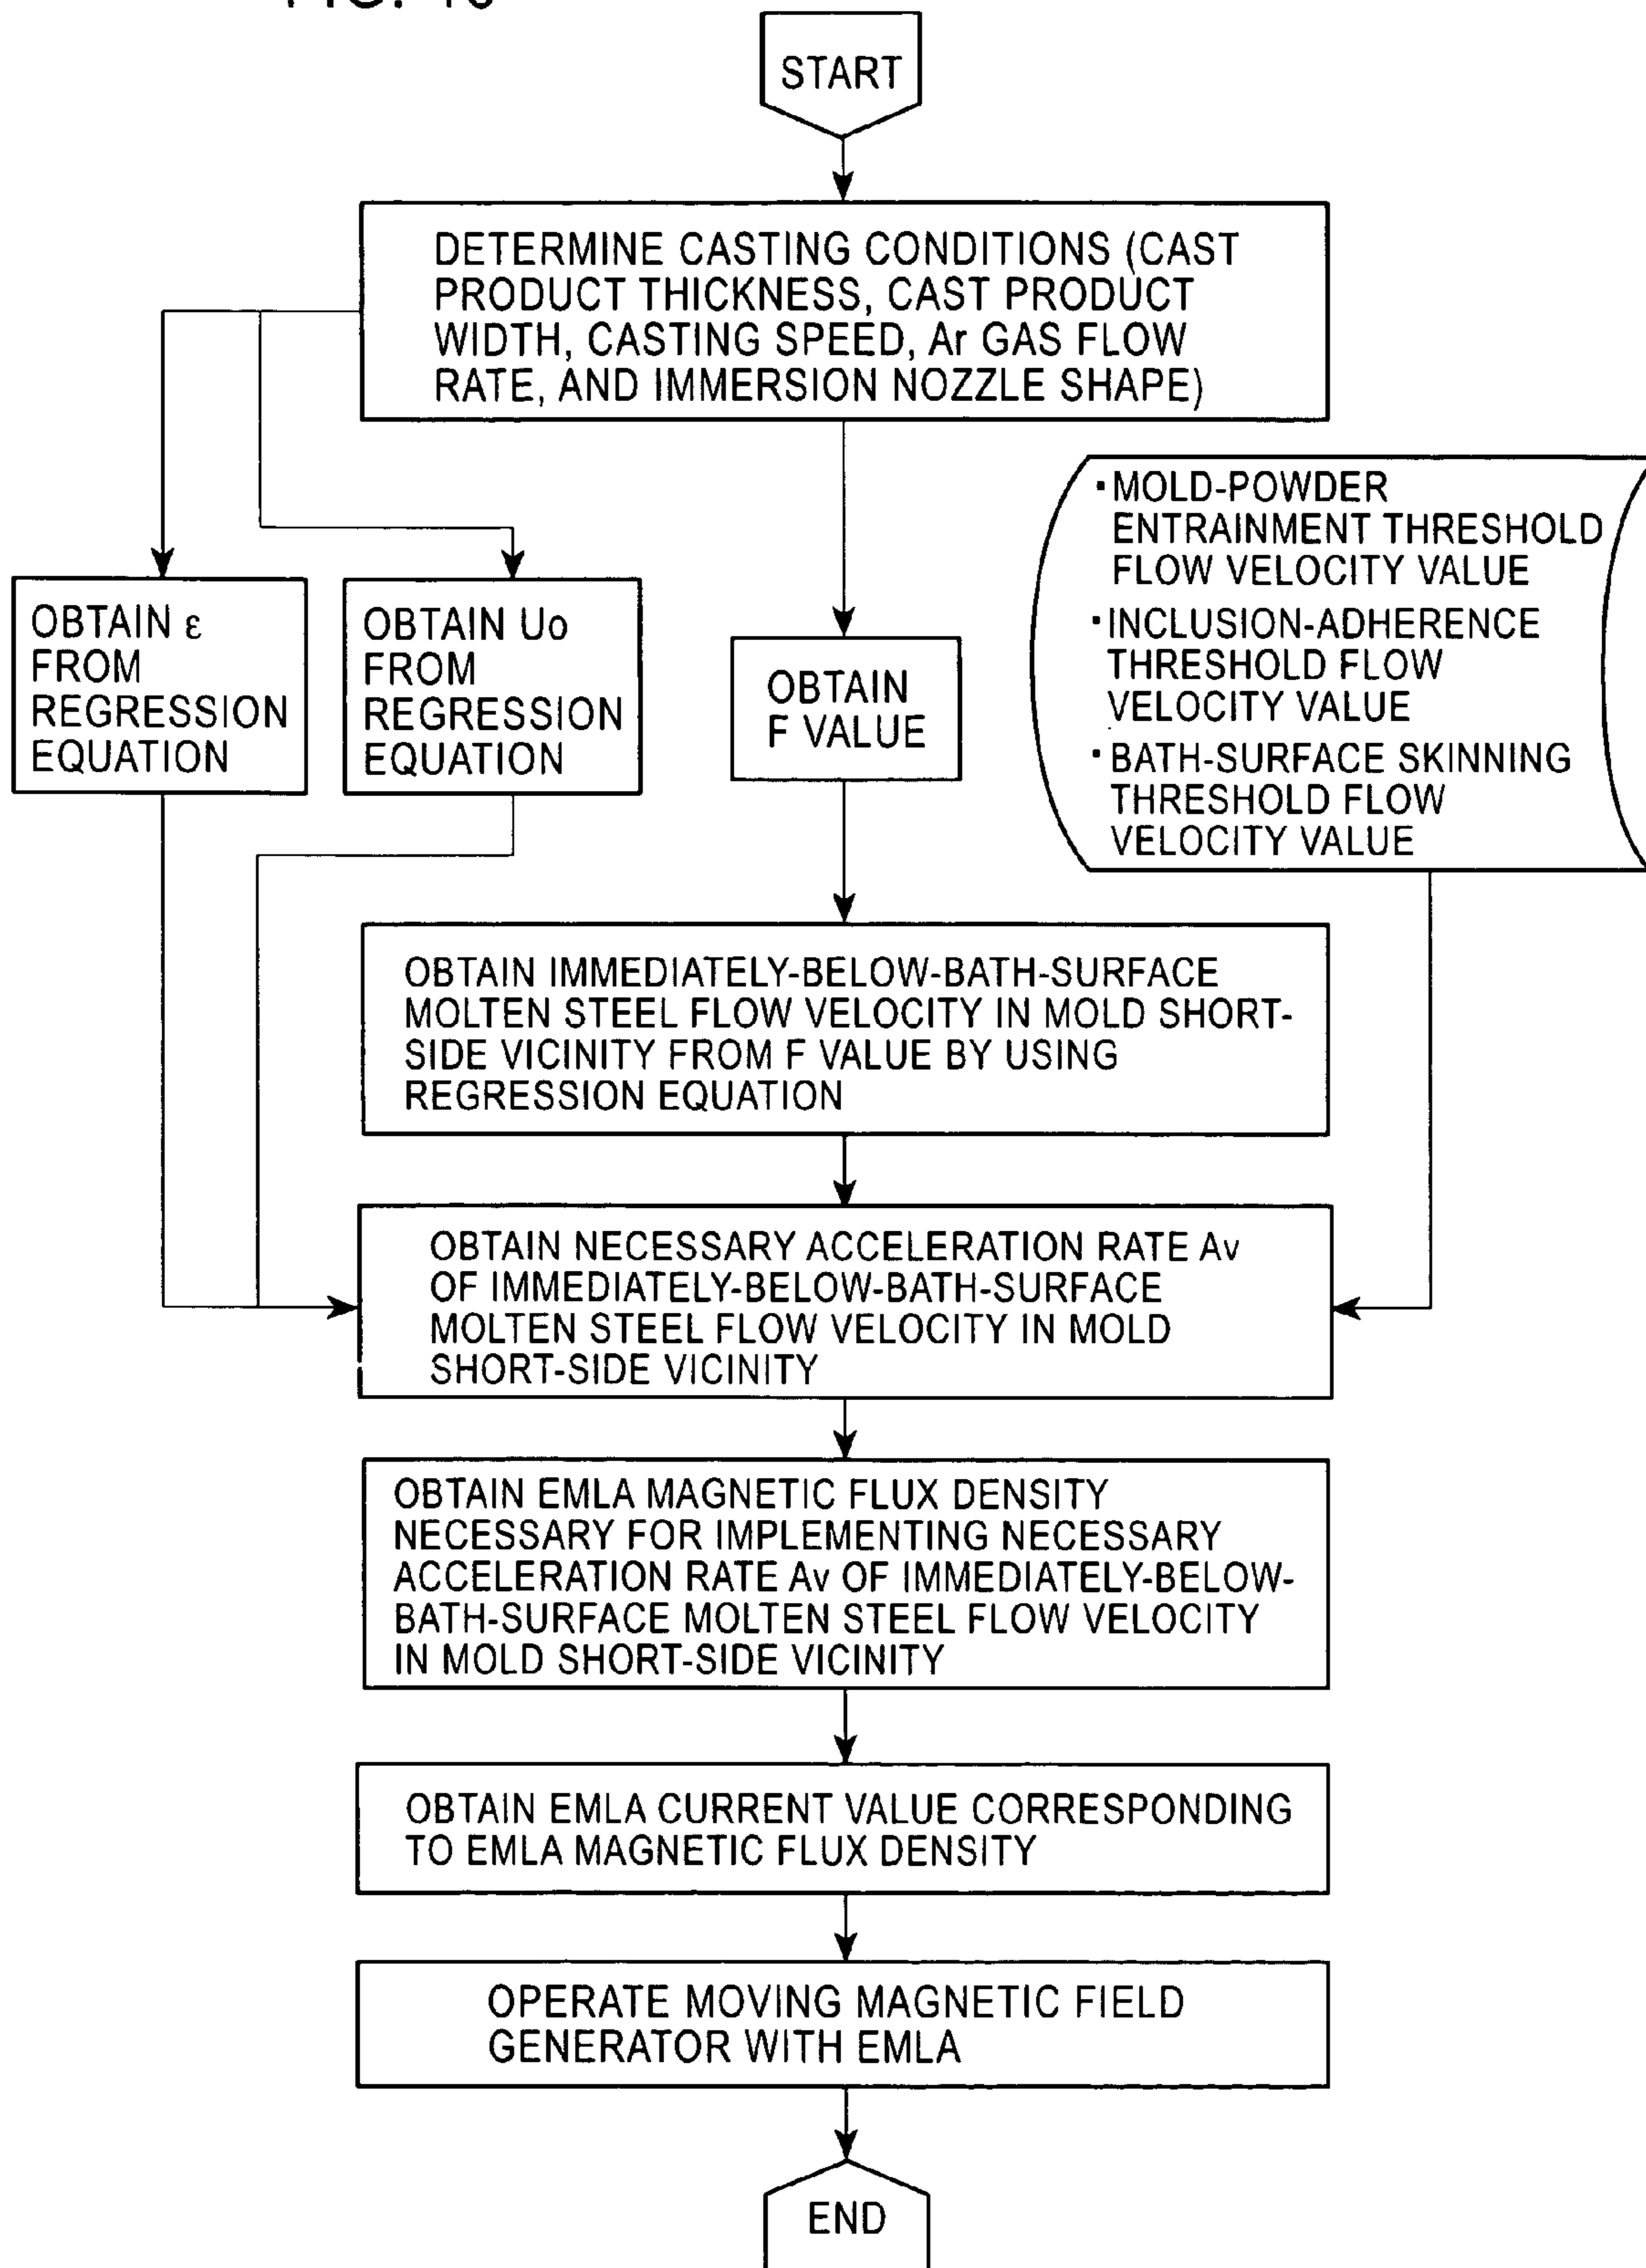 START
DETERMINE CASTING CONDITIONS (CAST
PRODUCT THICKNESS, CAST PRODUCT
WIDTH, CASTING SPEED, Ar GAS FLOW
RATE, AND IMMERSION NOZZLE SHAPE)
▪ MOLD-POWDER
ENTRAINMENT THRESHOLD
FLOW VELOCITY VALUE
▪ INCLUSION-ADHERENCE
THRESHOLD FLOW
VELOCITY VALUE
▪ BATH-SURFACE SKINNING
THRESHOLD FLOW
VELOCITY VALUE
OBTAIN ε
FROM
REGRESSION
EQUATION
OBTAIN Uo
FROM
REGRESSION
EQUATION
OBTAIN
F VALUE
OBTAIN IMMEDIATELY-BELOW-BATH-SURFACE
MOLTEN STEEL FLOW VELOCITY IN MOLD SHORT-
SIDE VICINITY FROM F VALUE BY USING
REGRESSION EQUATION
OBTAIN NECESSARY ACCELERATION RATE Av
OF IMMEDIATELY-BELOW-BATH-SURFACE
MOLTEN STEEL FLOW VELOCITY IN MOLD
SHORT-SIDE VICINITY
OBTAIN EMLA MAGNETIC FLUX DENSITY
NECESSARY FOR IMPLEMENTING NECESSARY
ACCELERATION RATE Av OF IMMEDIATELY-BELOW-
BATH-SURFACE MOLTEN STEEL FLOW VELOCITY
IN MOLD SHORT-SIDE VICINITY
OBTAIN EMLA CURRENT VALUE CORRESPONDING
TO EMLA MAGNETIC FLUX DENSITY
OPERATE MOVING MAGNETIC FIELD
GENERATOR WITH EMLA
END